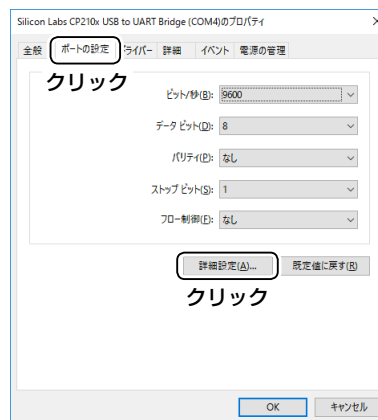 Silicon Labs CP210x USB to UART Bridge (COM4)のプロパティ
全般 ポートの設定 ライバー 詳細 イベント 電源の管理
クリック
ビット/秒(B): 9600
データ ビット(D): 8
パリティ(P): なし
ストップ ビット(S): 1
フロー制御(F): なし
詳細設定(A)... 既定値に戻す(R)
クリック
OK キャンセル